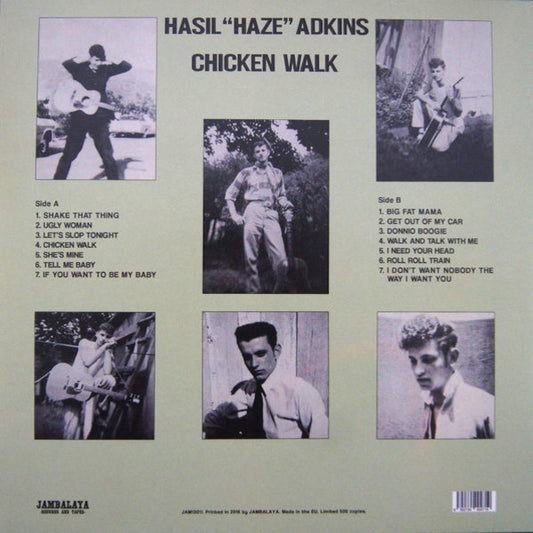 HASIL “HAZE” ADKINS
CHICKEN WALK
Side A
1. SHAKE THAT THING
2. UGLY WOMAN
3. LET'S SLOP TONIGHT
4. CHICKEN WALK
5. SHE'S MINE
6. TELL ME BABY
7. IF YOU WANT TO BE MY BABY
Side B
1. BIG FAT MAMA
2. GET OUT OF MY CAR
3. DONNIO BOOGIE
4. WALK AND TALK WITH ME
5. I NEED YOUR HEAD
6. ROLL ROLL TRAIN
7. I DON'T WANT NOBODY THE
WAY I WANT YOU
JAMBALAYA
RECORDS AND TAPES
Printed in 2016 by JAMBALAYA. Made in the EU. Limited 500 copies.